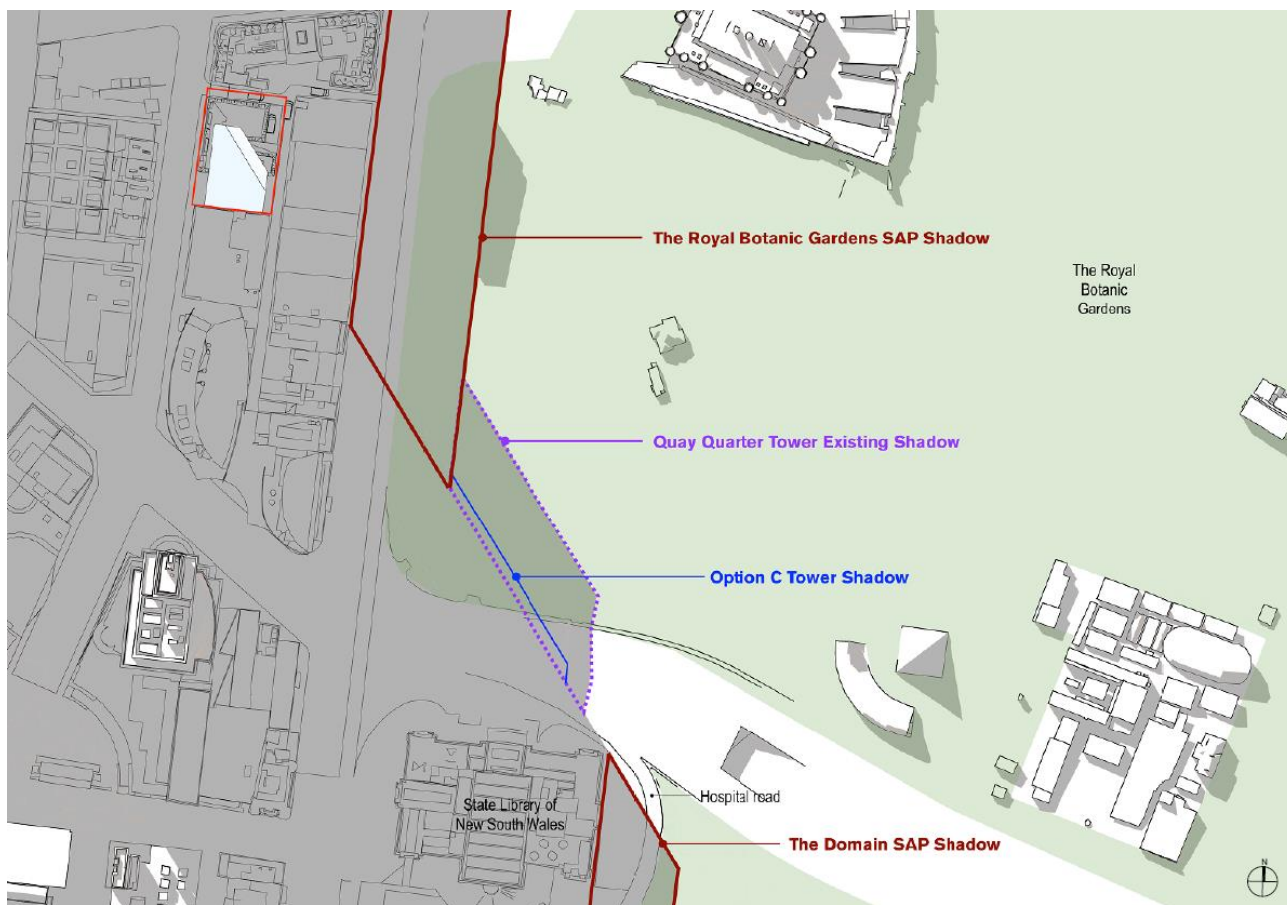 The Royal Botanic Gardens SAP Shadow
The Royal
Botanic
Gardens
Quay Quarter Tower Existing Shadow
Option C Tower Shadow
Hospital road
State Library of
New South Wales
The Domain SAP Shadow
N